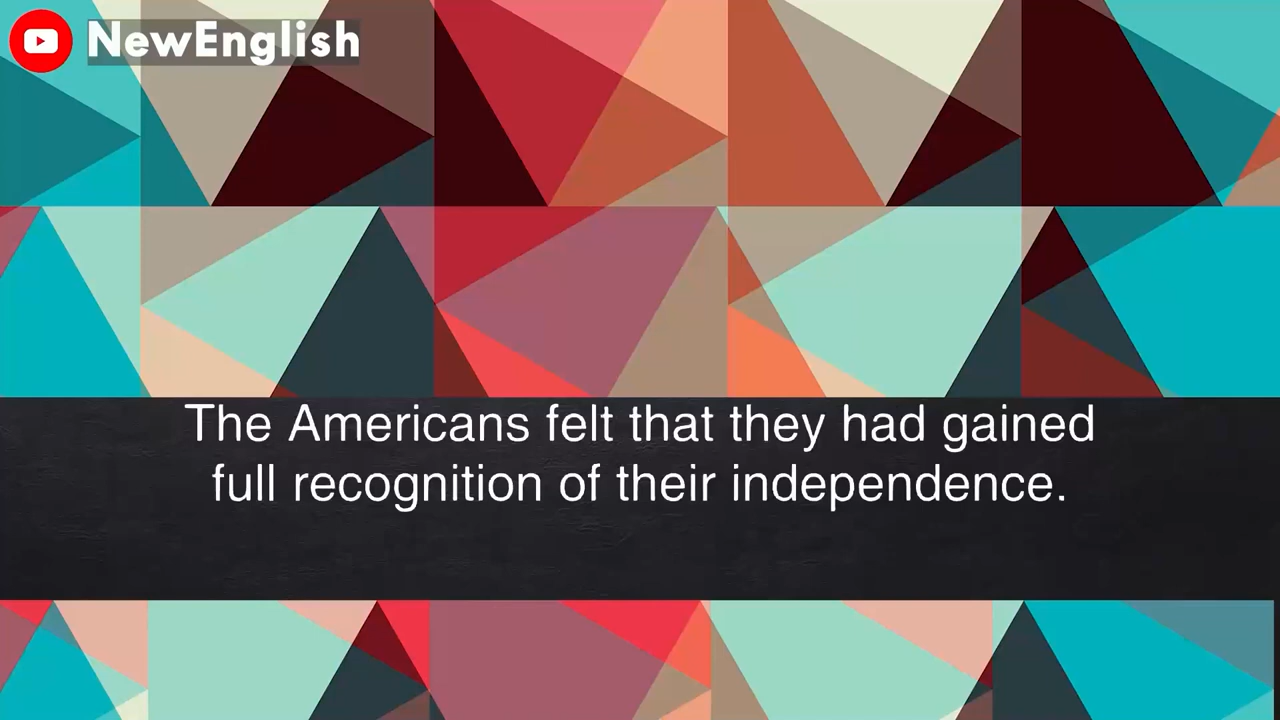 NewEnglish
The Americans felt that they had gained
full recognition of their independence.